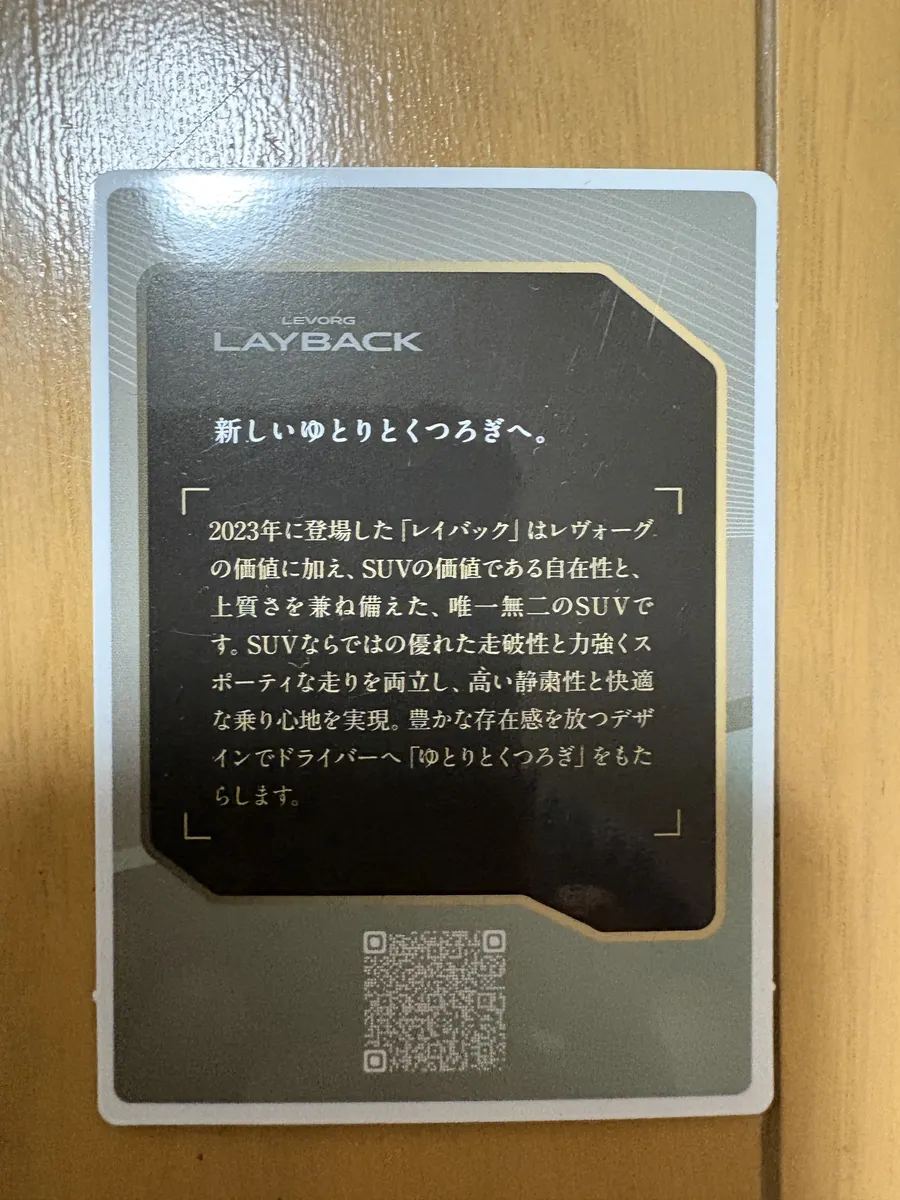 LEVORG
LAYBACK
新しいゆとりとくつろぎへ。
2023年に登場した「レイバック」はレヴォーグ
の価値に加え、SUVの価値である自在性と、
上質さを兼ね備えた、唯一無二のSUVで
す。SUVならではの優れた走破性と力強くス
ポーティな走りを両立し、高い静粛性と快適
な乗り心地を実現。豊かな存在感を放つデザ
インでドライバーへ「ゆとりとくつろぎ」をもた
らします。